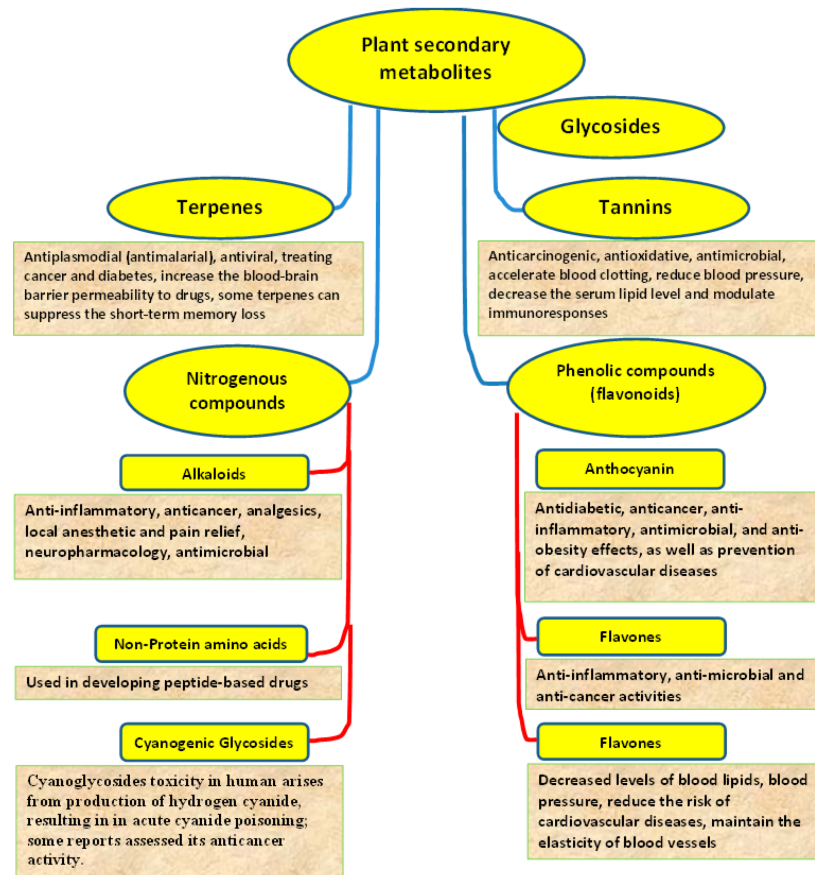 Plant secondary
metabolites
Glycosides
Terpenes
Antiplasmodial (antimalarial), antiviral, treating
cancer and diabetes, increase the blood-brain
barrier permeability to drugs, some terpenes can
suppress the short-term memory loss
Tannins
Anticarcinogenic, antioxidative, antimicrobial,
accelerate blood clotting, reduce blood pressure,
decrease the serum lipid level and modulate
immunoresponses
Nitrogenous
compounds
Alkaloids
Anti-inflammatory, anticancer, analgesics,
local anesthetic and pain relief,
neuropharmacology, antimicrobial
Non-Protein amino acids
Used in developing peptide-based drugs
Cyanogenic Glycosides
Cyanoglycosides toxicity in human arises
from production of hydrogen cyanide,
resulting in in acute cyanide poisoning;
some reports assessed its anticancer
activity.
Phenolic compounds
(flavonoids)
Anthocyanin
Antidiabetic, anticancer, anti-
inflammatory, antimicrobial, and anti-
obesity effects, as well as prevention
of cardiovascular diseases
Flavones
Anti-inflammatory, anti-microbial and
anti-cancer activities
Flavones
Decreased levels of blood lipids, blood
pressure, reduce the risk of
cardiovascular diseases, maintain the
elasticity of blood vessels